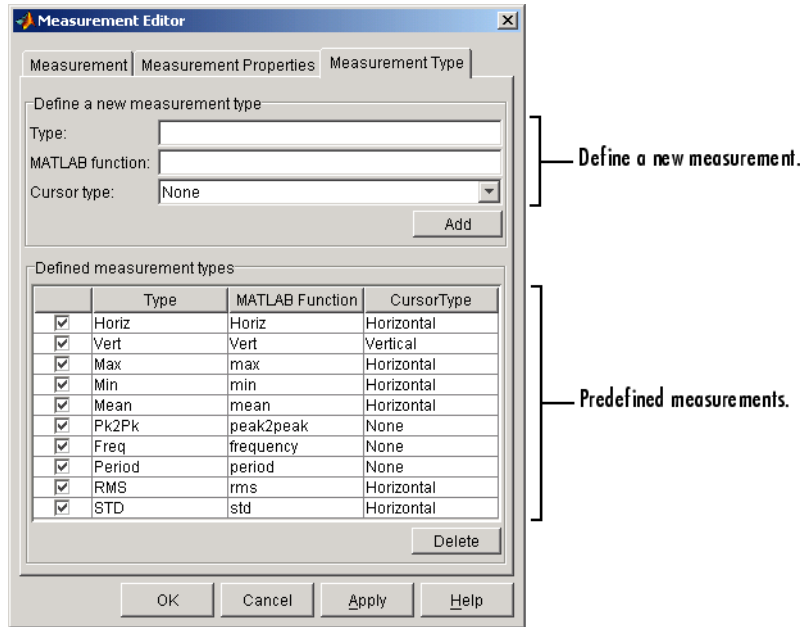 Measurement Editor
Measurement Measurement Properties Measurement Type
Define a new measurement type
Type:
MATLAB function:
Cursor type: None
Add
Define a new measurement.
Defined measurement types
Type MATLAB Function CursorType
Horiz Horiz Horizontal
Vert Vert Vertical
Max max Horizontal
Min min Horizontal
Mean mean Horizontal
Pk2Pk peak2peak None
Freq frequency None
Period period None
RMS rms Horizontal
STD std Horizontal
Predefined measurements.
Delete
OK Cancel Apply Help